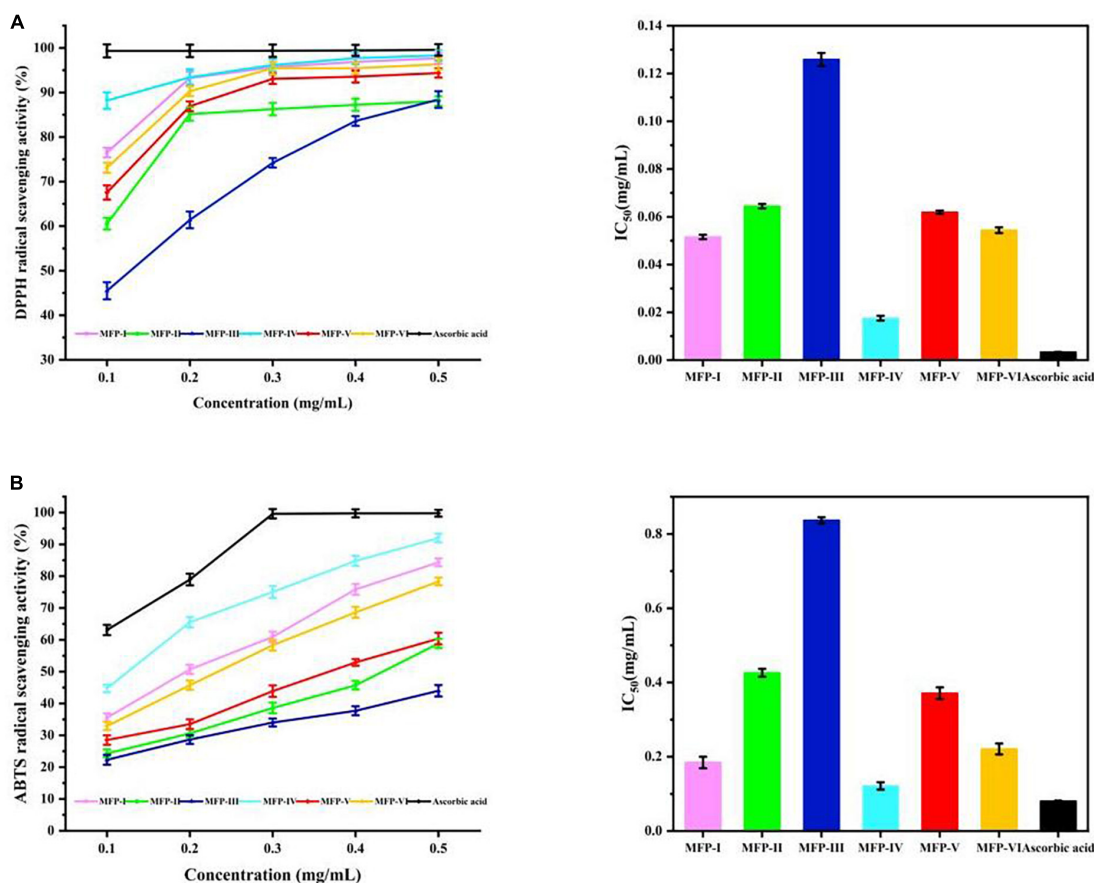 A
DPPH radical scavenging activity (%)
100
90
80
70
60
50
40
30
MFP-I MFP-II MFP-III MFP-IV MFP-V MFP-VI Ascorbic acid
0.1 0.2 0.3 0.4 0.5
Concentration (mg/mL)
IC50(mg/mL)
0.14
0.12
0.10
0.08
0.06
0.04
0.02
0.00
MFP-I MFP-II MFP-III MFP-IV MFP-V MFP-VI Ascorbic acid
B
ABTS radical scavenging activity (%)
100
90
80
70
60
50
40
30
20
10
0
MFP-I MFP-II MFP-III MFP-IV MFP-V MFP-VI Ascorbic acid
0.1 0.2 0.3 0.4 0.5
Concentration (mg/mL)
IC50(mg/mL)
0.8
0.6
0.4
0.2
0.0
MFP-I MFP-II MFP-III MFP-IV MFP-V MFP-VI Ascorbic acid